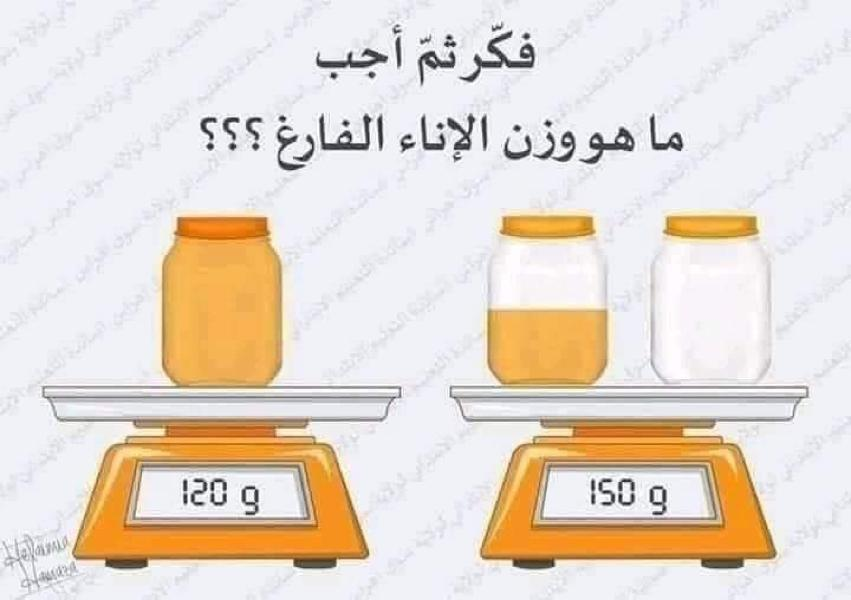 فكّر ثمّ أجب
ما هو وزن الإناء الفارغ ؟؟؟
120 g
150 g